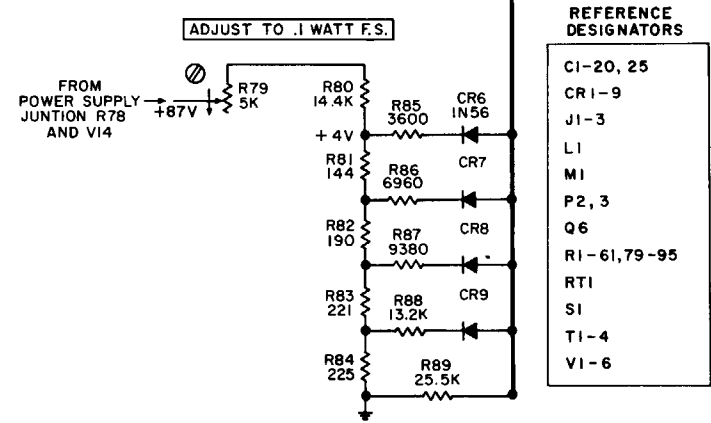 ADJUST TO .1 WATT F.S.
FROM
POWER SUPPLY
JUNTION R78
AND V14
+87V
R79
5K
R80
14.4K
R85
3600
CR6
1N56
+ 4V
R81
144
R86
6960
CR7
R82
190
R87
9380
CR8
R83
221
R88
13.2K
CR9
R84
225
R89
25.5K
REFERENCE
DESIGNATORS
C1-20, 25
CR1-9
J1-3
L1
M1
P2, 3
Q6
R1-61,79-95
RT1
S1
T1-4
V1-6